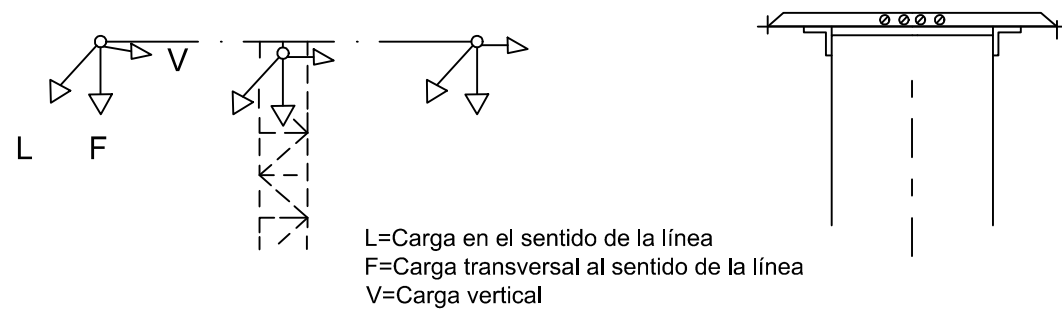 V
L F
L=Carga en el sentido de la línea
F=Carga transversal al sentido de la línea
V=Carga vertical